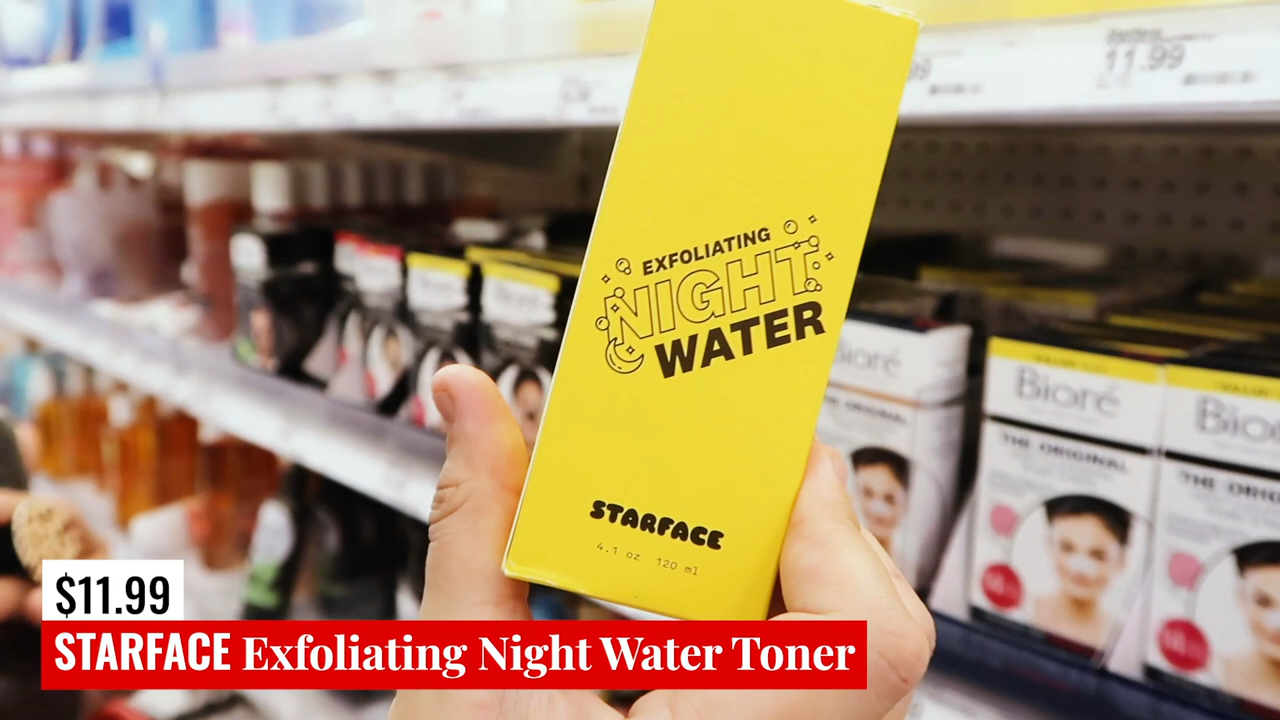 11.99
EXFOLIATING
NIGHT
WATER
STARFACE
4.1 oz 120 ml
Bioré
THE ORIGINAL
Bioré
THE ORIGINAL
$11.99
STARFACE Exfoliating Night Water Toner